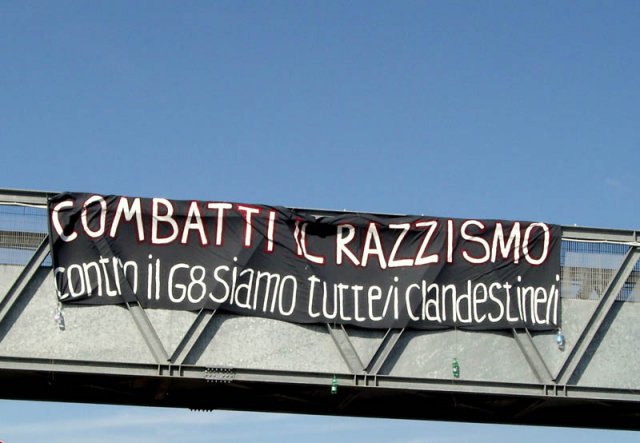 COMBATTI IL RAZZISMO
contro il G8 siamo tutte/i clandestine/i